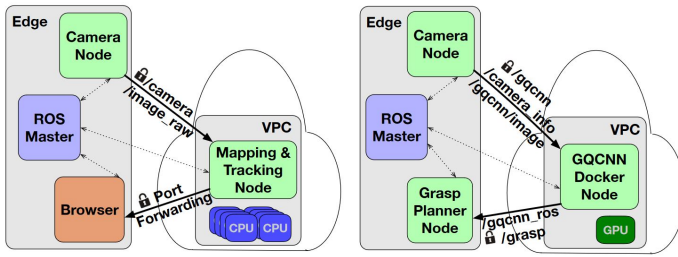 Edge
Camera
Node
/camera
/image_raw
ROS
Master
VPC
Mapping &
Tracking
Node
Port
Forwarding
Browser
CPU CPU
Edge
Camera
Node
/gqcnn
/camera_info
/gqcnn/image
ROS
Master
VPC
GQCNN
Docker
Node
Grasp
Planner
Node
/gqcnn_ros
/grasp
GPU